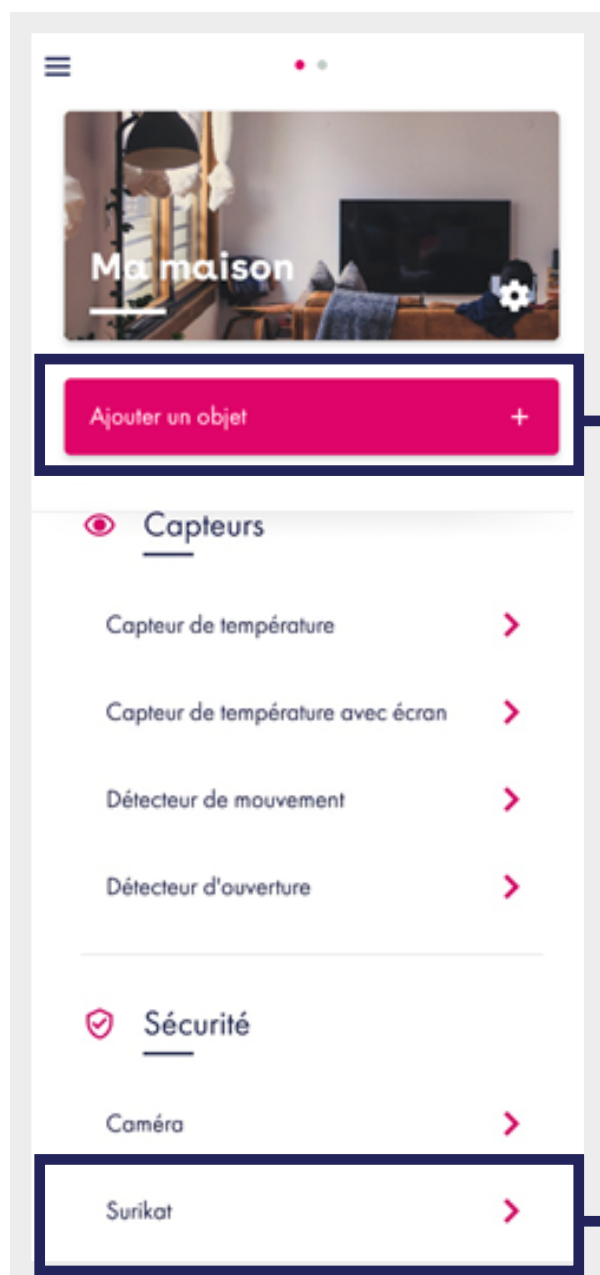 Ma maison
Ajouter un objet +
Capteurs
Capteur de température
Capteur de température avec écran
Détecteur de mouvement
Détecteur d'ouverture
Sécurité
Caméra
Surikat